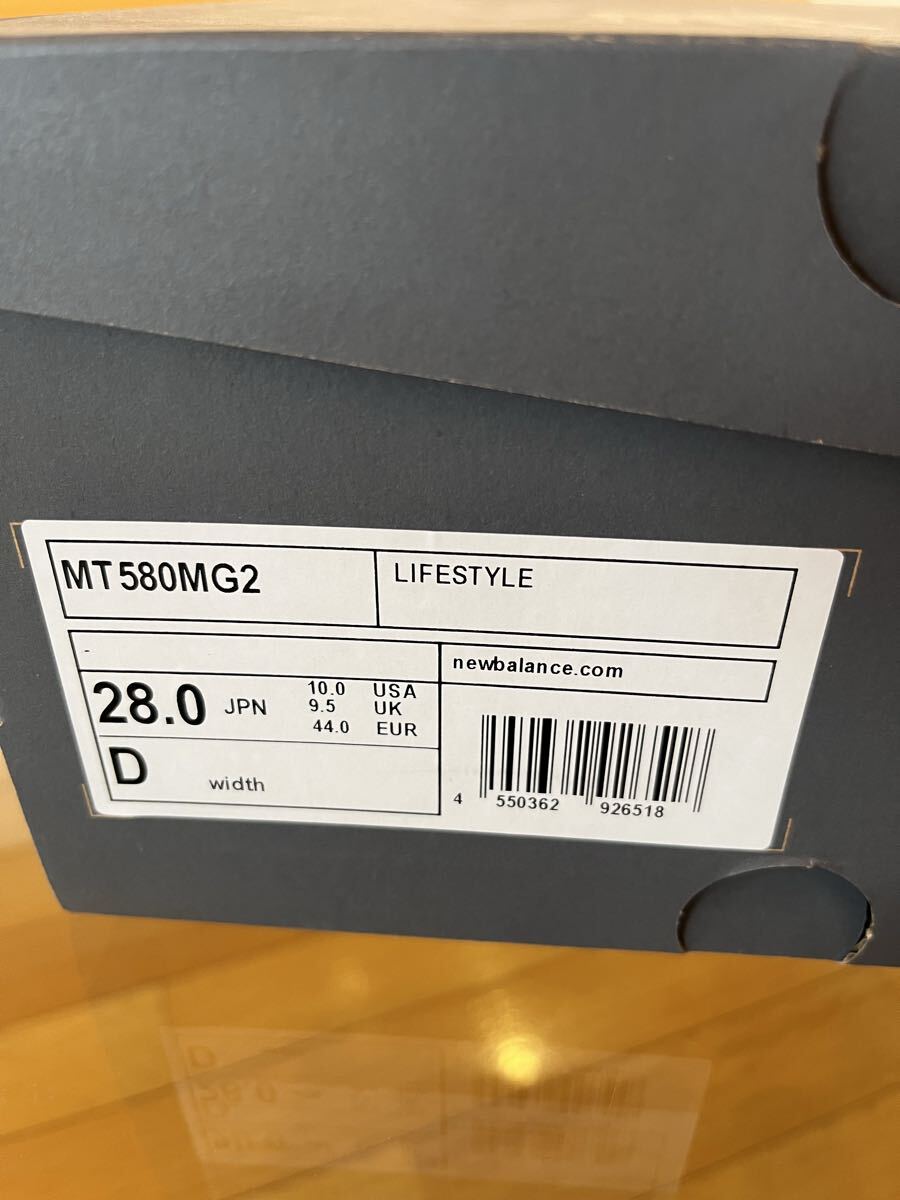 MT580MG2
LIFESTYLE
-
newbalance.com
28.0 JPN
10.0 USA
9.5 UK
44.0 EUR
D width
4 550362 926518